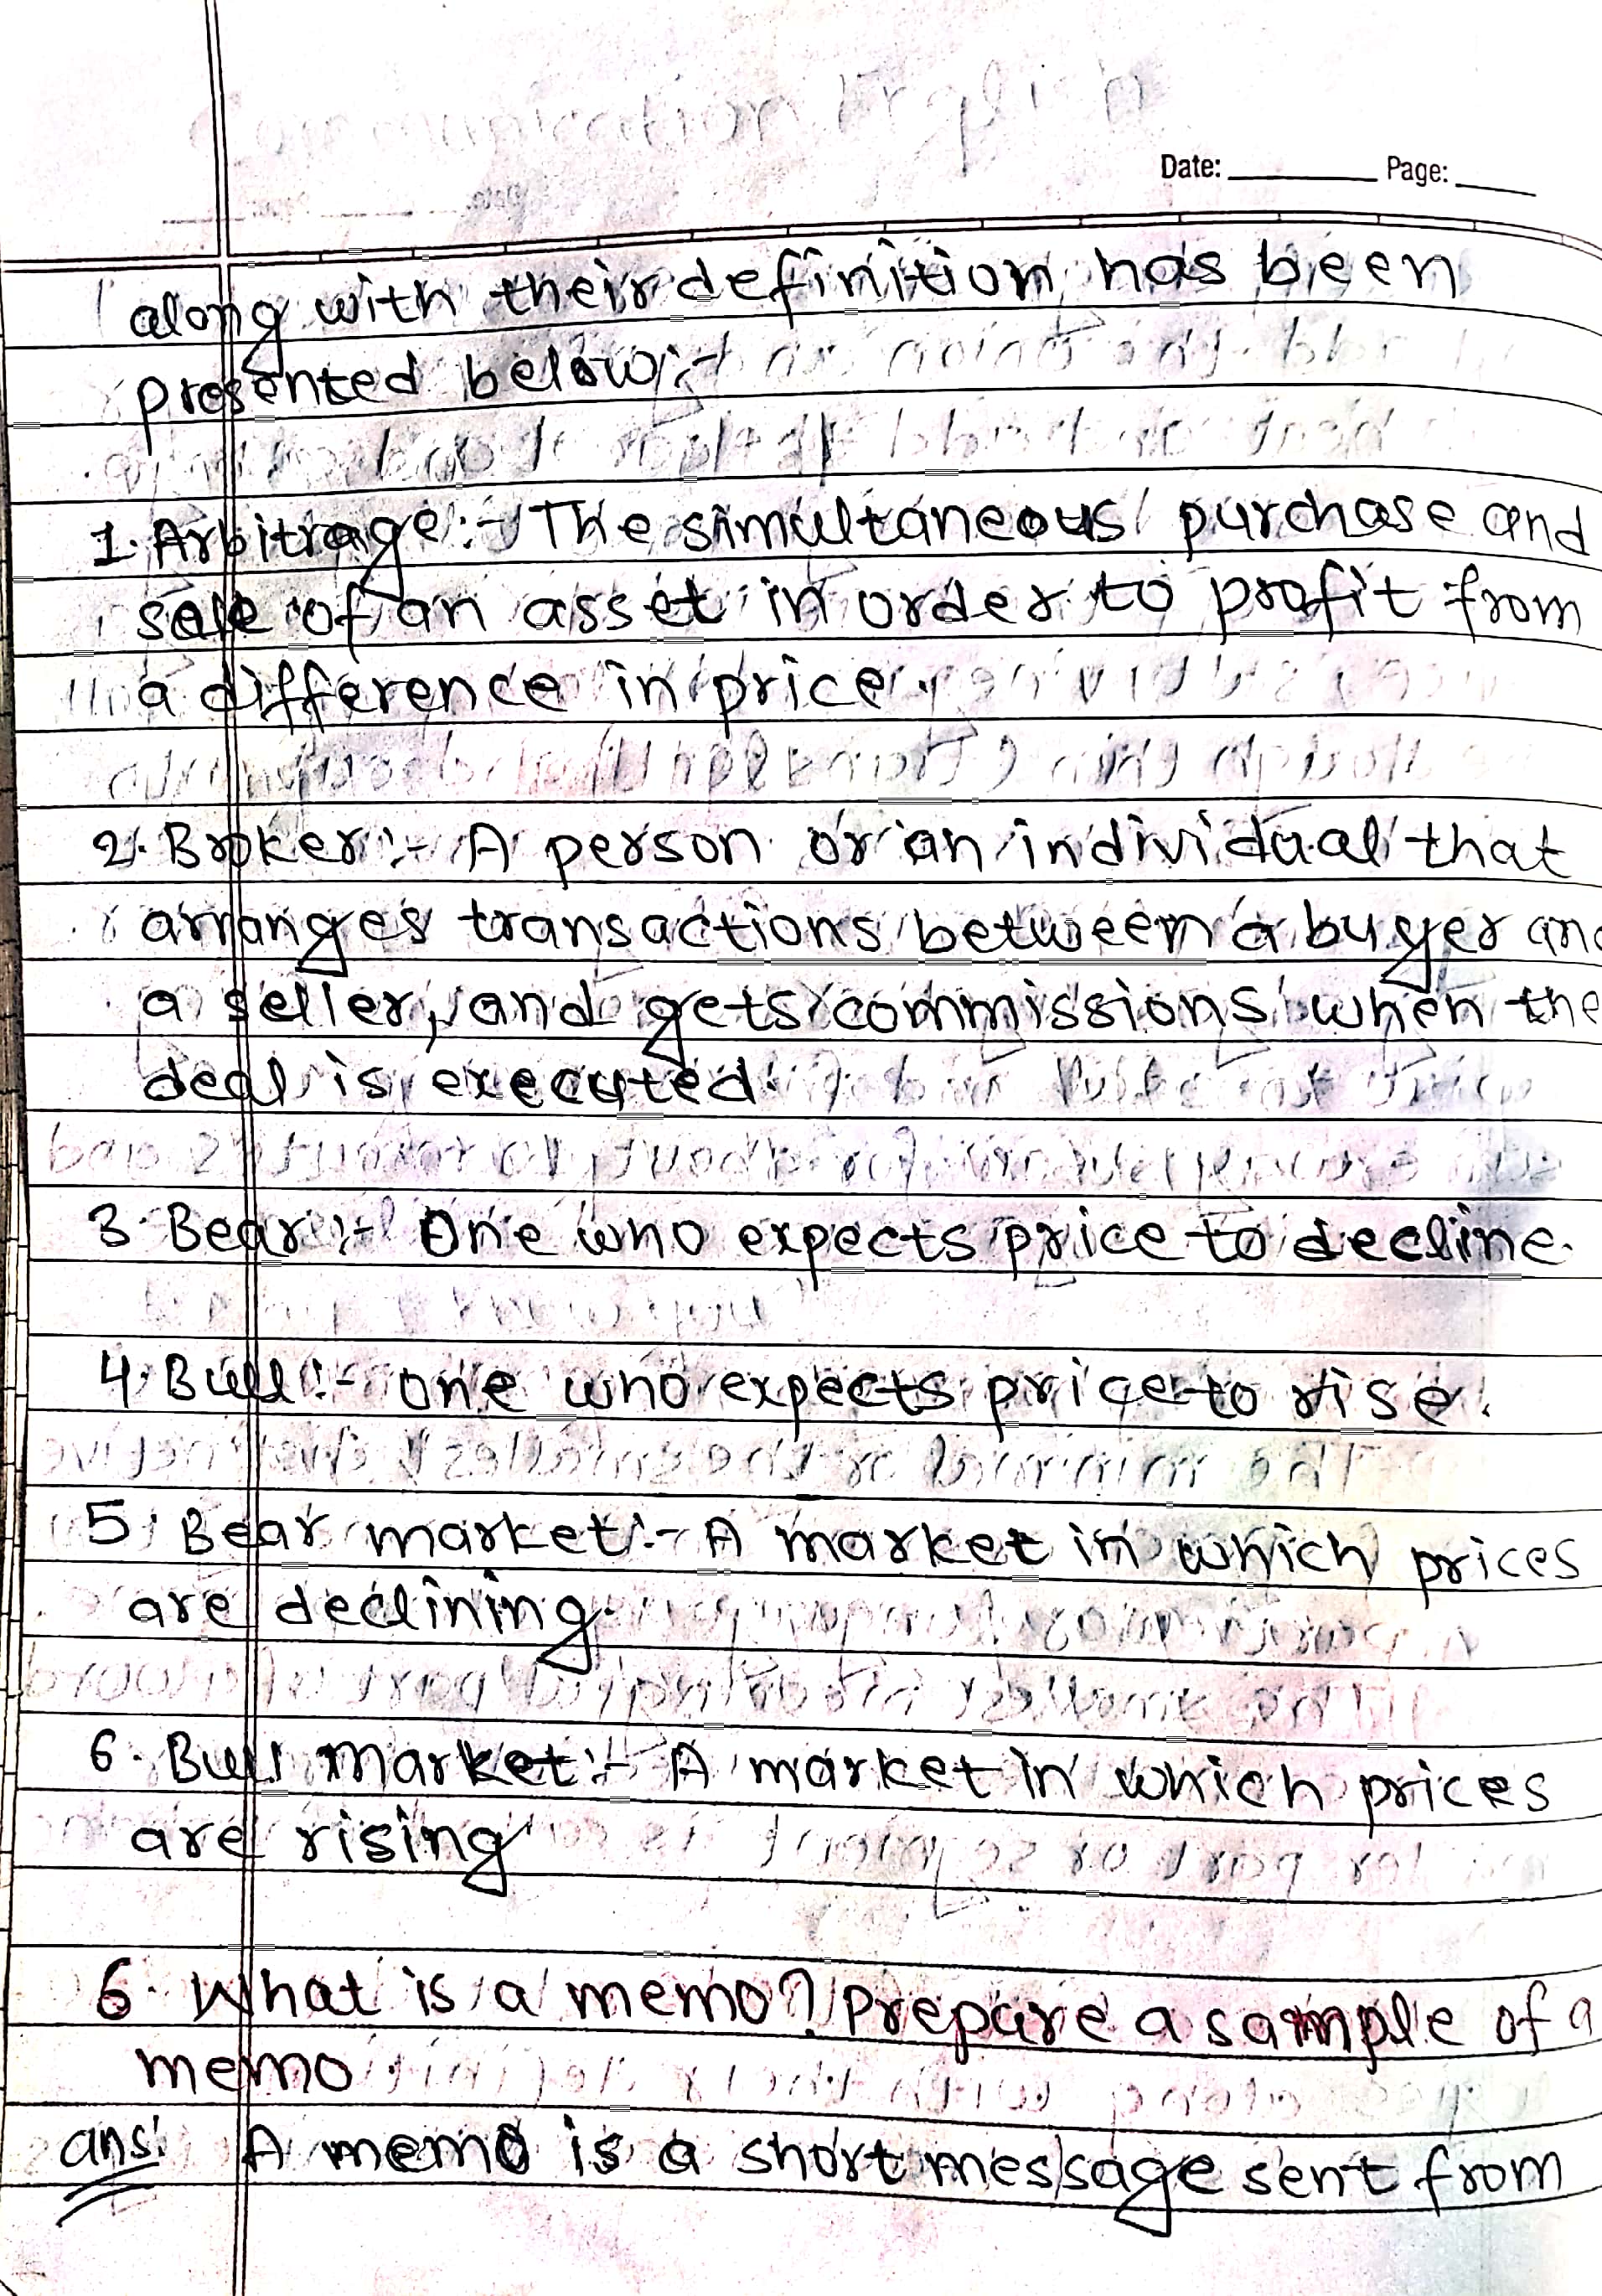 Date: Page:
along with their definition has been
presented below:-
1. Arbitrage:- The simultaneous purchase and
sale of an asset in order to profit from
a difference in price.
2. Broker:- A person or an individual that
arranges transactions between a buyer and
a seller, and gets commissions when the
deal is executed.
3. Bear:- One who expects price to decline.
4. Bull:- one who expects price to rise.
5. Bear market:- A market in which prices
are declining.
6. Bull Market:- A market in which prices
are rising
6. What is a memo? Prepare a sample of a
memo.
ans: A memo is a short message sent from